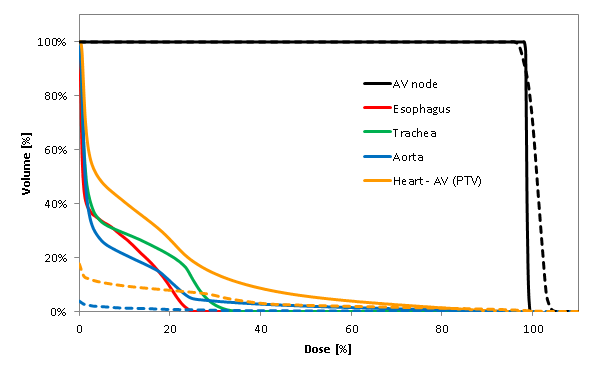 100%
80%
60%
40%
20%
0%
Volume [%]
AV node
Esophagus
Trachea
Aorta
Heart - AV (PTV)
0
20
40
60
80
100
Dose [%]